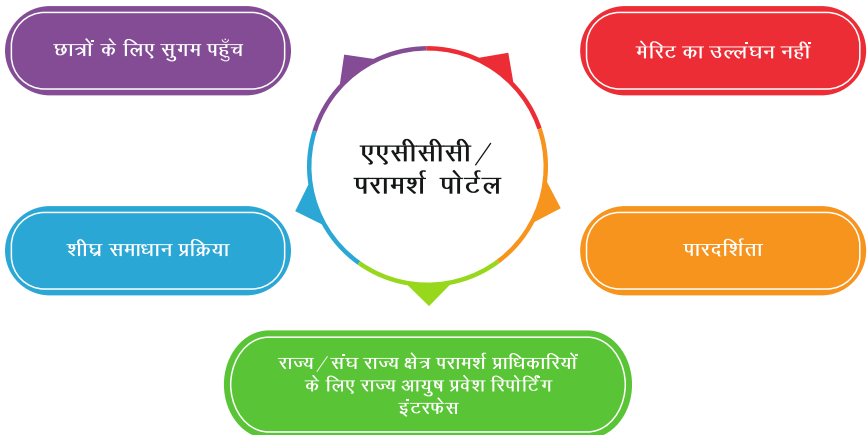 छात्रों के लिए सुगम पहुँच
मेरिट का उल्लंघन नहीं
एएसीसीसी/
परामर्श पोर्टल
शीघ्र समाधान प्रक्रिया
पारदर्शिता
राज्य/संघ राज्य क्षेत्र परामर्श प्राधिकारियों
के लिए राज्य आयुष प्रवेश रिपोर्टिंग
इंटरफेस